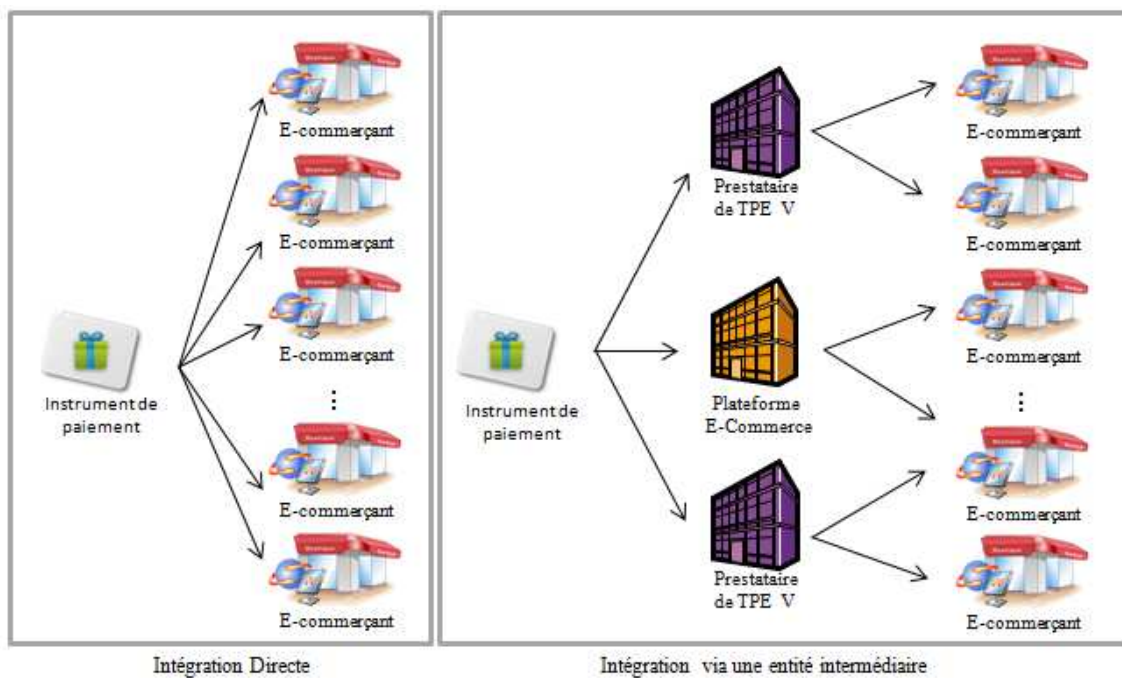 E-commerçant
E-commerçant
E-commerçant
Instrument de
paiement
E-commerçant
E-commerçant
Intégration Directe
Instrument de
paiement
Prestataire
de TPE V
Plateforme
E-Commerce
Prestataire
de TPE V
E-commerçant
E-commerçant
E-commerçant
E-commerçant
E-commerçant
Intégration via une entité intermédiaire